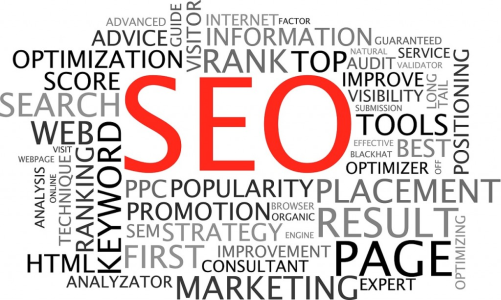 ADVANCED
GUIDE
VISITOR
INTERNET
FACTOR
ADVICE
INFORMATION
GUARANTEED
OPTIMIZATION
RANK
TOP
NATURAL
SERVICE
AUDIT
VALIDATOR
SCORE
SEO
IMPROVE
LONG
TAIL
POSITIONING
SEARCH
VISIBILITY
SUBMISSION
WEB
KEYWORD
TOOLS
VISIT
WEBPAGE
EFFECTIVE
BEST
BLACKHAT
OFF
ANALYSIS
ONLINE
TECHNIQUE
RANKING
OPTIMIZER
PPC
POPULARITY
PLACEMENT
PROMOTION
BROWSER
ORGANIC
RESULT
OPTIMIZING
SEM
STRATEGY
ENGINE
HTML
FIRST
IMPROVEMENT
PAGE
CONSULTANT
ANALYZATOR
MARKETING
EXPERT